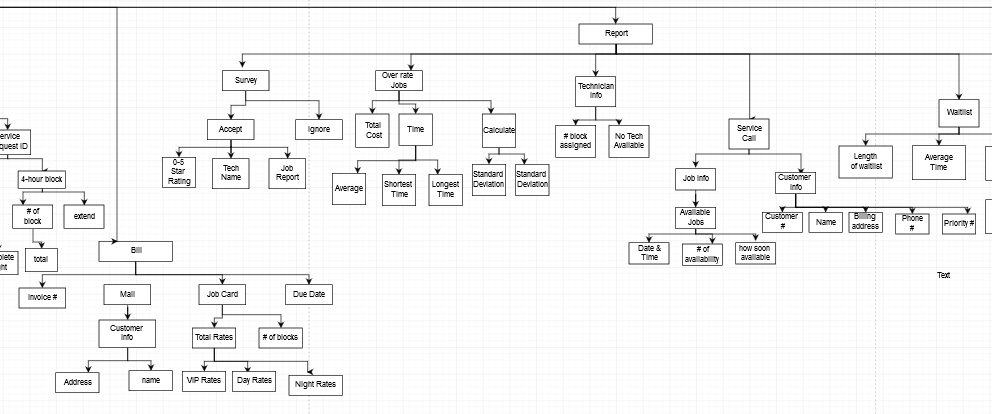 Report
Survey
Over rate
Jobs
Technician
Info
Service
Call
Waitlist
Accept
Ignore
Total
Cost
Time
Calculate
# block
assigned
No Tech
Available
Length
of waitlist
Average
Time
0-5
Star
Rating
Tech
Name
Job
Report
Average
Shortest
Time
Longest
Time
Standard
Deviation
Standard
Deviation
Job Info
Customer
Info
Available
Jobs
Customer
#
Name
Billing
address
Phone
#
Priority #
Date &
Time
# of
availability
how soon
available
Text
ervice
quest ID
4-hour block
# of
block
extend
plete
ght
total
Bill
Invoice #
Mail
Job Card
Due Date
Customer
Info
Total Rates
# of blocks
Address
name
VIP Rates
Day Rates
Night Rates